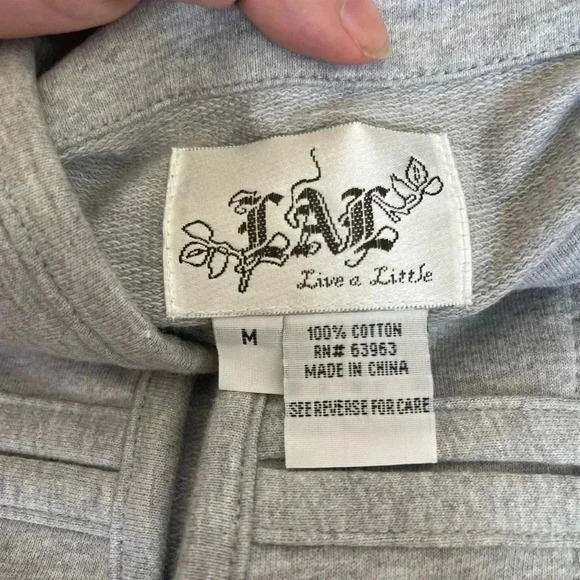 LAL
Live a Little
M
100% COTTON
RN# 63963
MADE IN CHINA
SEE REVERSE FOR CARE